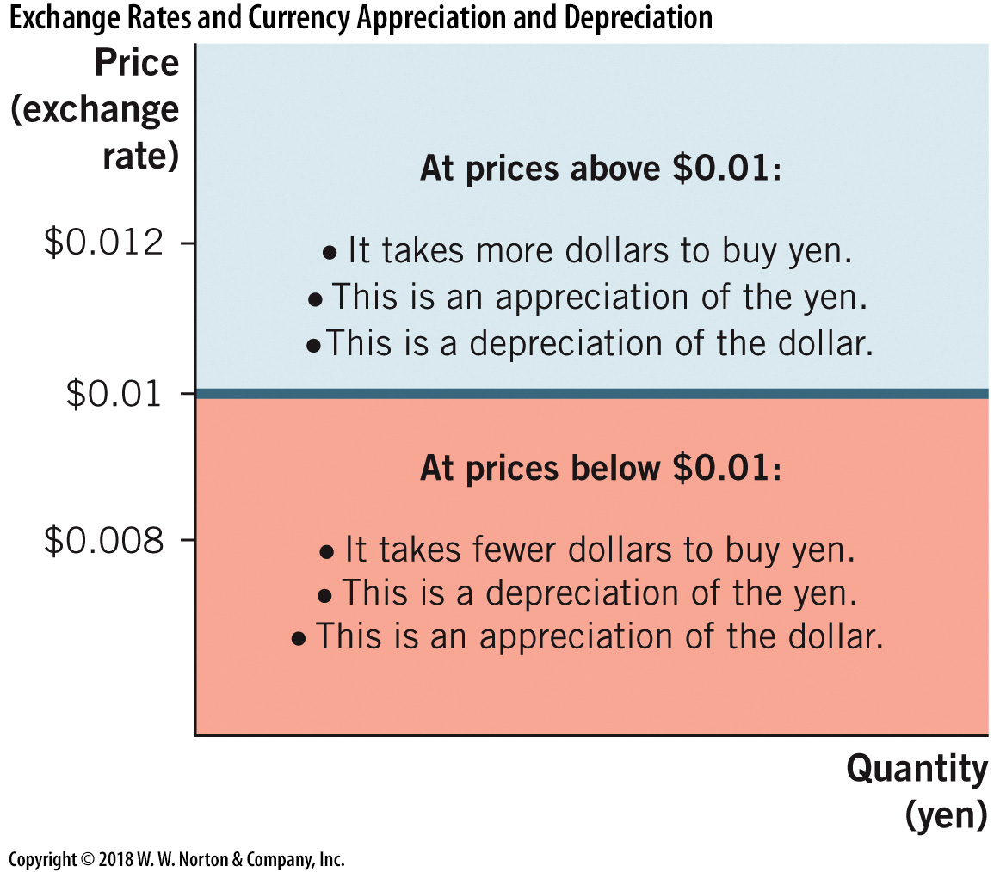 Exchange Rates and Currency Appreciation and Depreciation
Price
(exchange
rate)
At prices above $0.01:
$0.012
● It takes more dollars to buy yen.
● This is an appreciation of the yen.
● This is a depreciation of the dollar.
$0.01
At prices below $0.01:
$0.008
● It takes fewer dollars to buy yen.
● This is a depreciation of the yen.
● This is an appreciation of the dollar.
Quantity
(yen)
Copyright © 2018 W. W. Norton & Company, Inc.